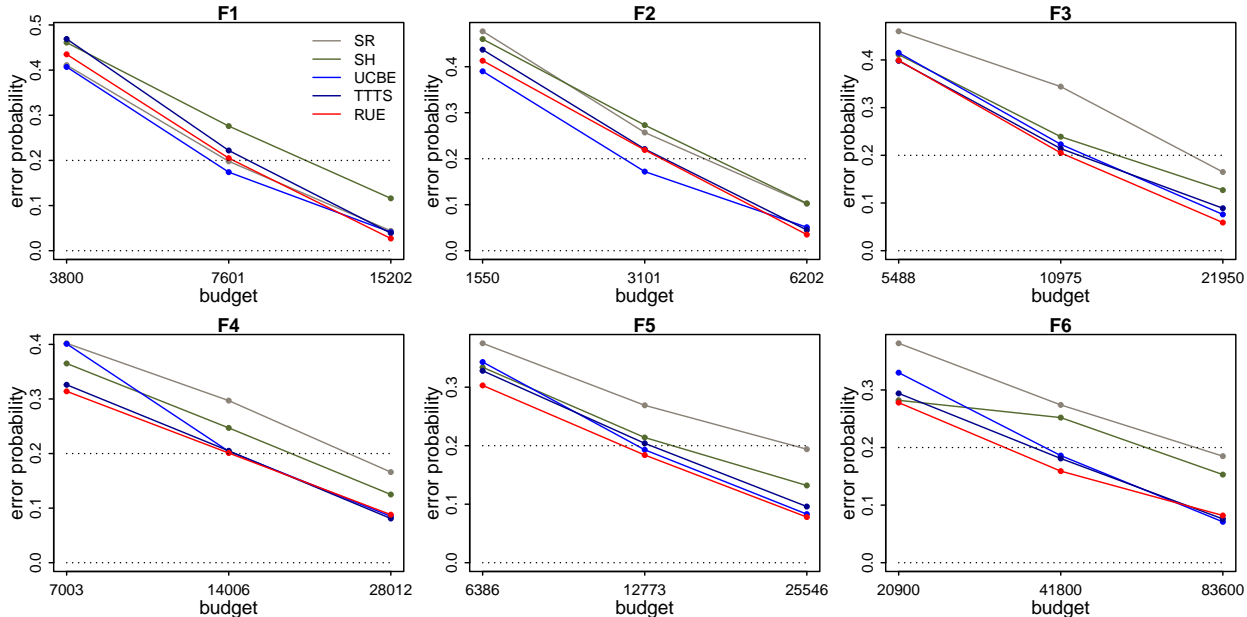 F1
error probability
0.5
0.4
0.3
0.2
0.1
0.0
SR
SH
UCBE
TTTS
RUE
3800 7601 15202
budget
F2
error probability
0.4
0.3
0.2
0.1
0.0
1550 3101 6202
budget
F3
error probability
0.4
0.3
0.2
0.1
0.0
5488 10975 21950
budget
F4
error probability
0.4
0.3
0.2
0.1
0.0
7003 14006 28012
budget
F5
error probability
0.3
0.2
0.1
0.0
6386 12773 25546
budget
F6
error probability
0.3
0.2
0.1
0.0
20900 41800 83600
budget